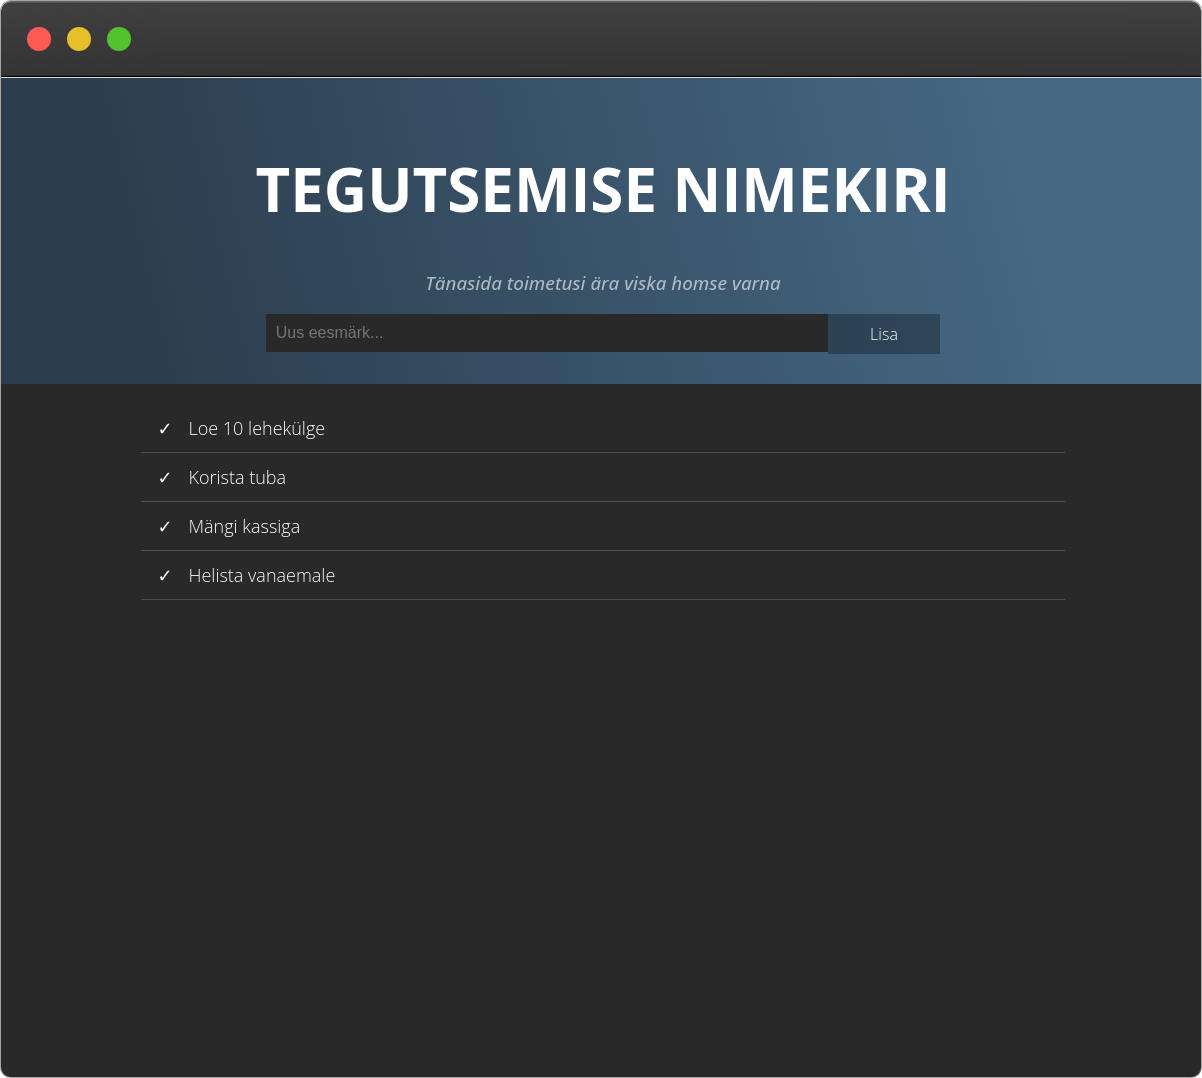 TEGUTSEMISE NIMEKIRI
Tänasida toimetusi ära viska homse varna
Uus eesmärk... Lisa
✓ Loe 10 lehekülge
✓ Korista tuba
✓ Mängi kassiga
✓ Helista vanaemale